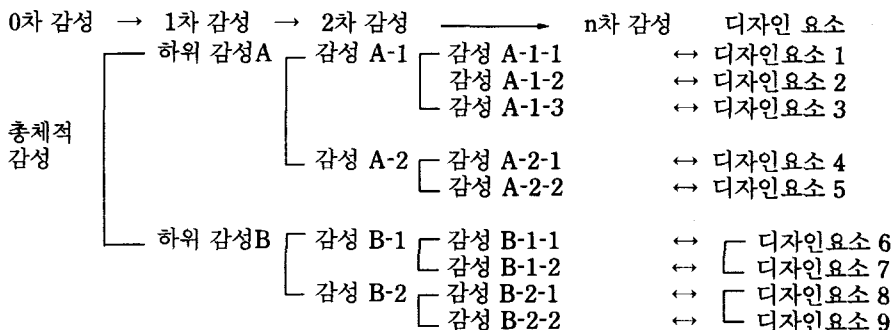 0차 감성 → 1차 감성 → 2차 감성 → n차 감성 디자인 요소
하위 감성A 감성 A-1 감성 A-1-1 ↔ 디자인요소 1
감성 A-1-2 ↔ 디자인요소 2
감성 A-1-3 ↔ 디자인요소 3
총체적
감성
감성 A-2 감성 A-2-1 ↔ 디자인요소 4
감성 A-2-2 ↔ 디자인요소 5
하위 감성B 감성 B-1 감성 B-1-1 ↔ 디자인요소 6
감성 B-1-2 ↔ 디자인요소 7
감성 B-2 감성 B-2-1 ↔ 디자인요소 8
감성 B-2-2 ↔ 디자인요소 9